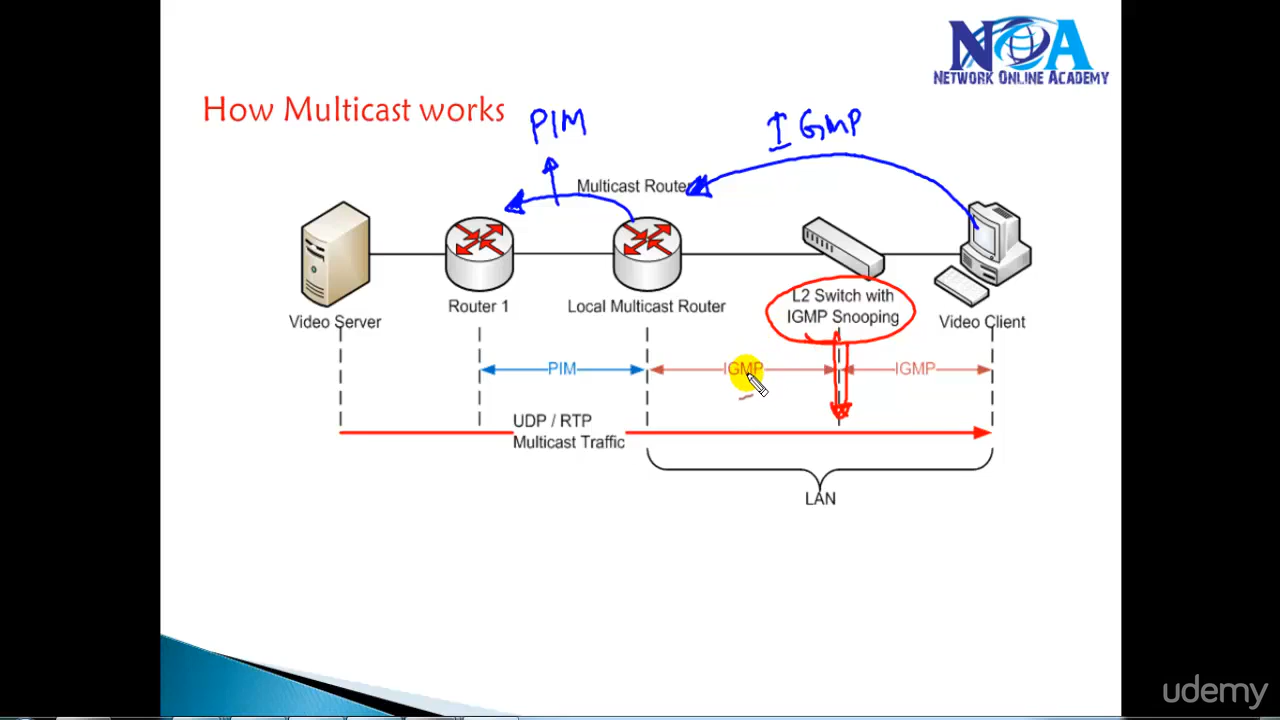 NOA
NETWORK ONLINE ACADEMY
How Multicast works
PIM
IGMP
Multicast Router
L2 Switch with
IGMP Snooping
Router 1
Local Multicast Router
Video Server
Video Client
PIM
IGMP
IGMP
UDP / RTP
Multicast Traffic
LAN
udemy